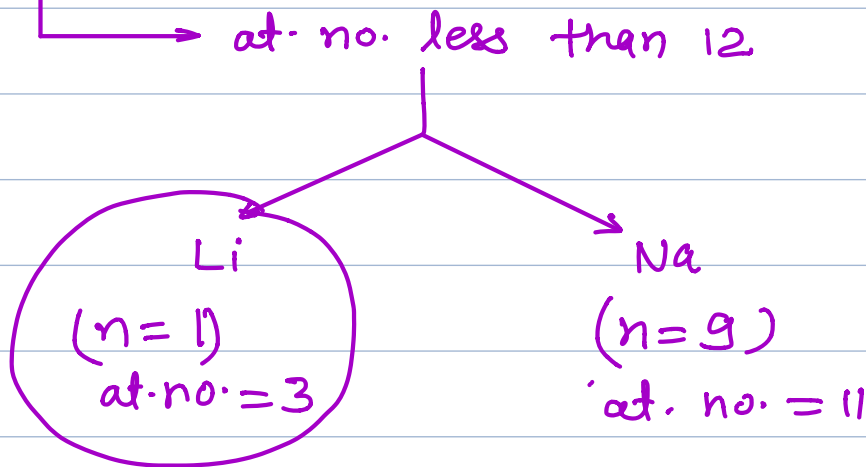 at. no. less than 12
Li Na
(n = 1) (n = 9)
at. no. = 3 at. no. = 11